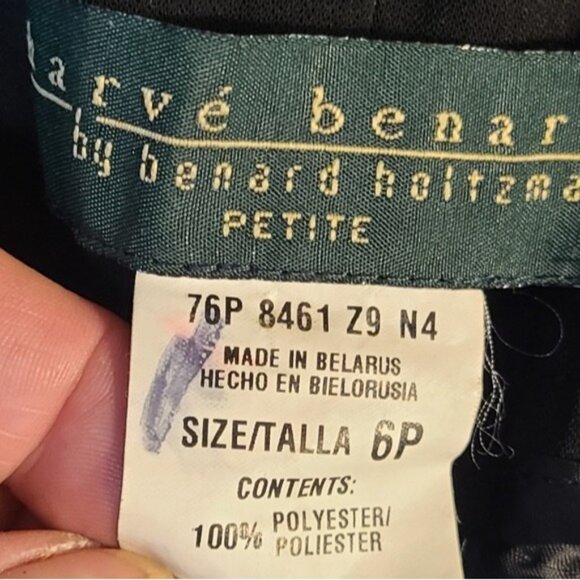 harvé benar
by benard holtzma
PETITE
76P 8461 Z9 N4
MADE IN BELARUS
HECHO EN BIELORUSIA
SIZE/TALLA 6P
CONTENTS:
100% POLYESTER/
POLIESTER